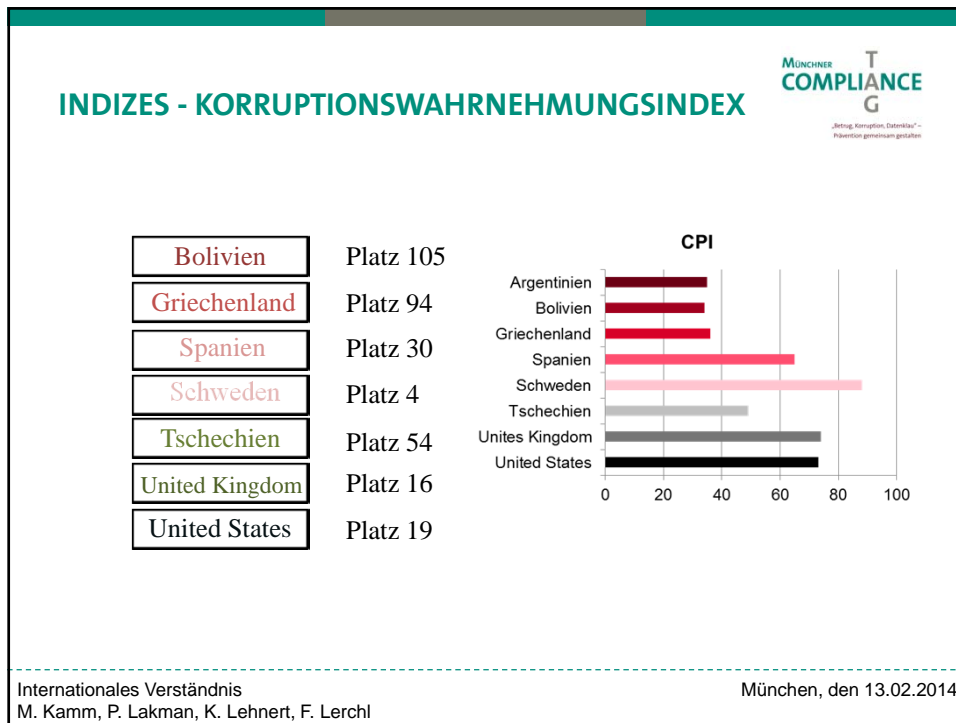 MÜNCHNER
COMPLIANCE
TAG
„Betrug, Korruption, Datenklau“ –
Prävention gemeinsam gestalten
INDIZES - KORRUPTIONSWAHRNEHMUNGSINDEX
Bolivien Platz 105
Griechenland Platz 94
Spanien Platz 30
Schweden Platz 4
Tschechien Platz 54
United Kingdom Platz 16
United States Platz 19
CPI
Argentinien
Bolivien
Griechenland
Spanien
Schweden
Tschechien
Unites Kingdom
United States
0 20 40 60 80 100
Internationales Verständnis München, den 13.02.2014
M. Kamm, P. Lakman, K. Lehnert, F. Lerchl